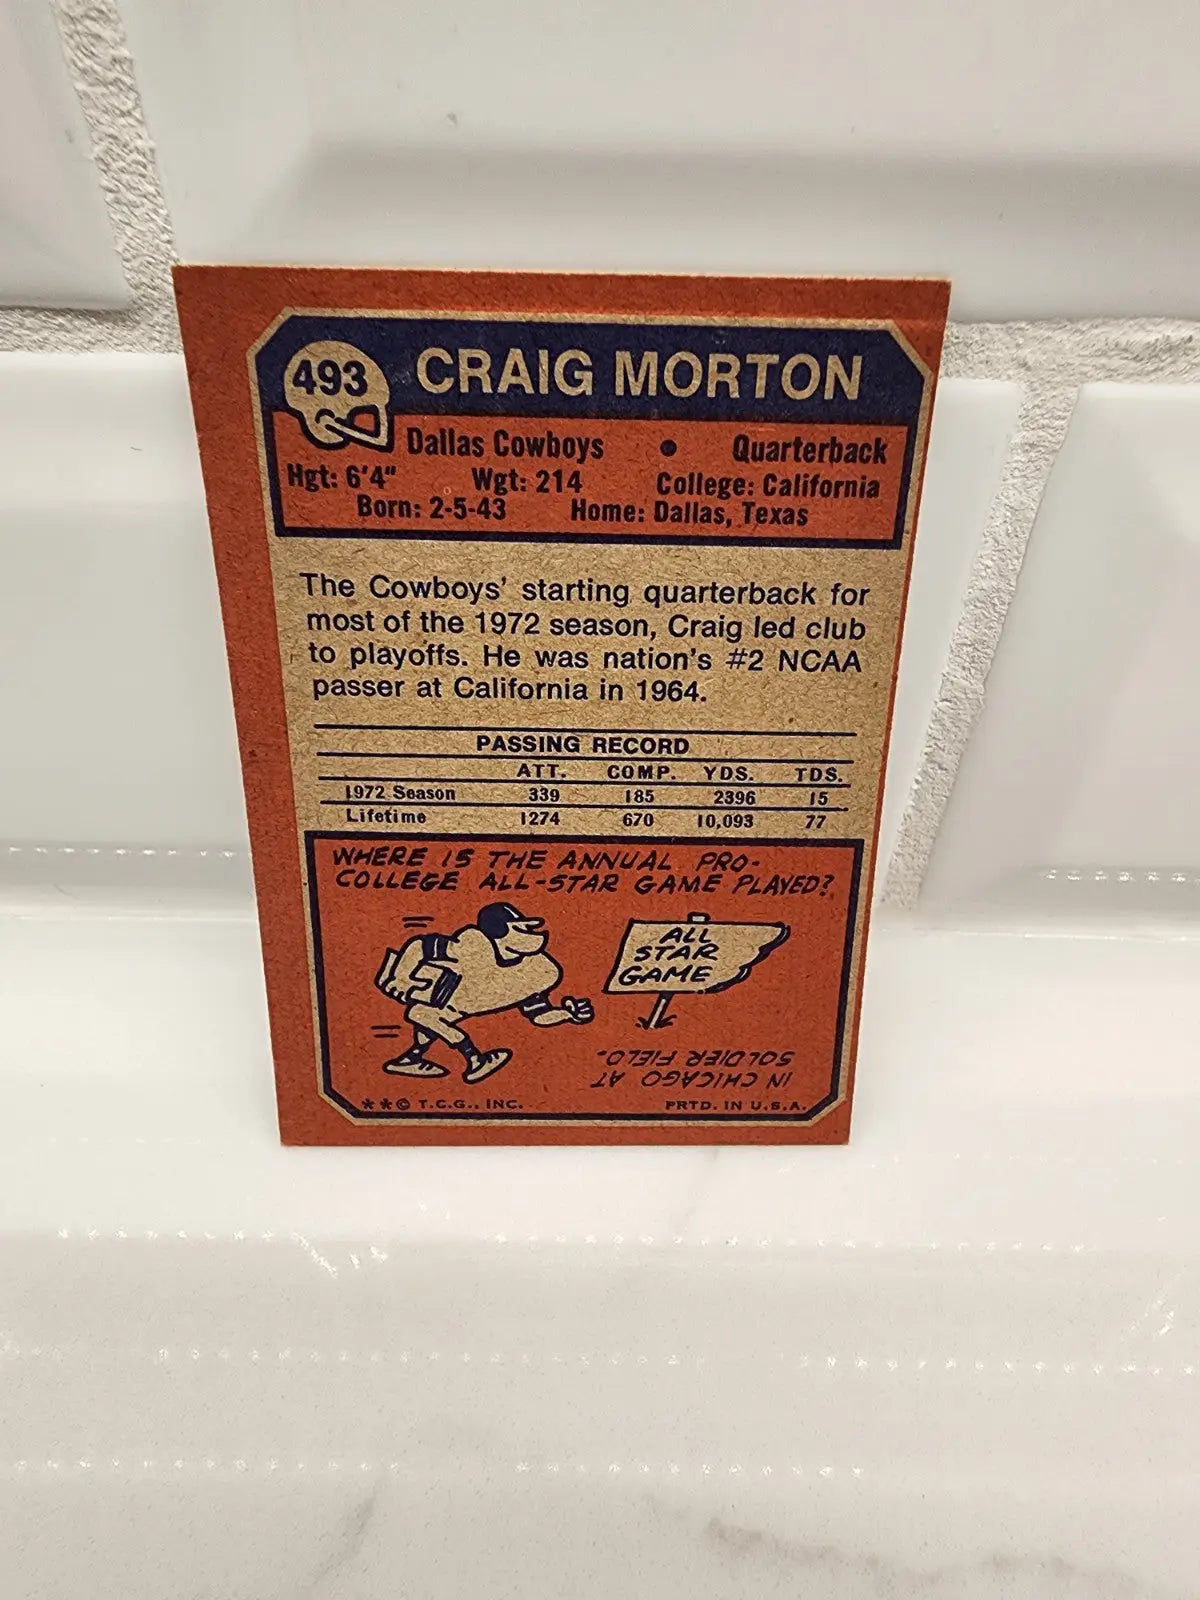 493 CRAIG MORTON
Dallas Cowboys • Quarterback
Hgt: 6'4" Wgt: 214 College: California
Born: 2-5-43 Home: Dallas, Texas
The Cowboys' starting quarterback for
most of the 1972 season, Craig led club
to playoffs. He was nation's #2 NCAA
passer at California in 1964.
PASSING RECORD
ATT. COMP. YDS. TDS.
1972 Season 339 185 2396 15
Lifetime 1274 670 10,093 77
WHERE IS THE ANNUAL PRO-
COLLEGE ALL-STAR GAME PLAYED?
ALL
STAR
GAME
IN CHICAGO AT
SOLDIER FIELD.
**© T.C.G., INC. PRTD. IN U.S.A.